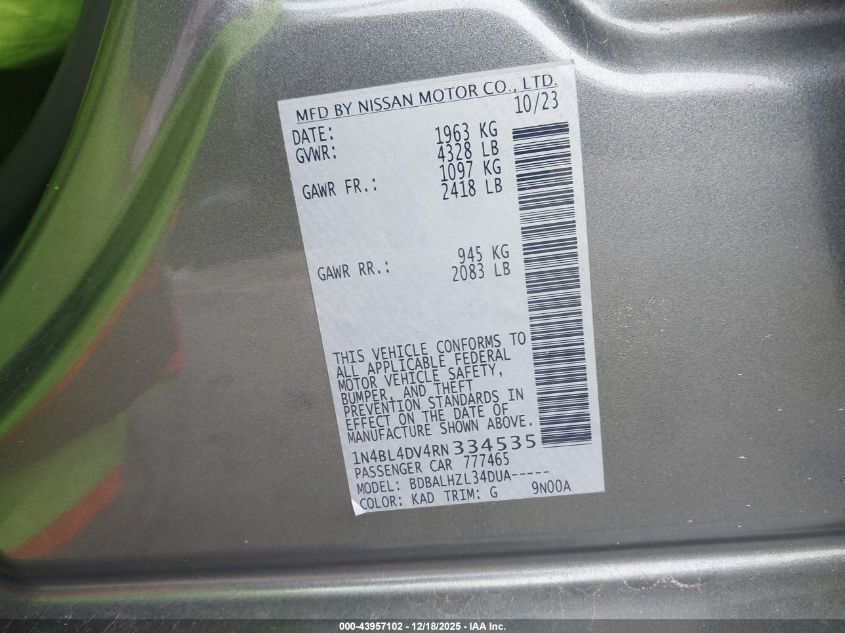 MFD BY NISSAN MOTOR CO., LTD.
DATE: 10/23
GVWR: 1963 KG
4328 LB
GAWR FR.: 1097 KG
2418 LB
GAWR RR.: 945 KG
2083 LB
THIS VEHICLE CONFORMS TO
ALL APPLICABLE FEDERAL
MOTOR VEHICLE SAFETY,
BUMPER, AND THEFT
PREVENTION STANDARDS IN
EFFECT ON THE DATE OF
MANUFACTURE SHOWN ABOVE.
1N4BL4DV4RN334535
PASSENGER CAR 777465
MODEL: BDBALHZL34DUA-----
COLOR: KAD TRIM: G 9N00A
000-43957102 - 12/18/2025 - IAA Inc.